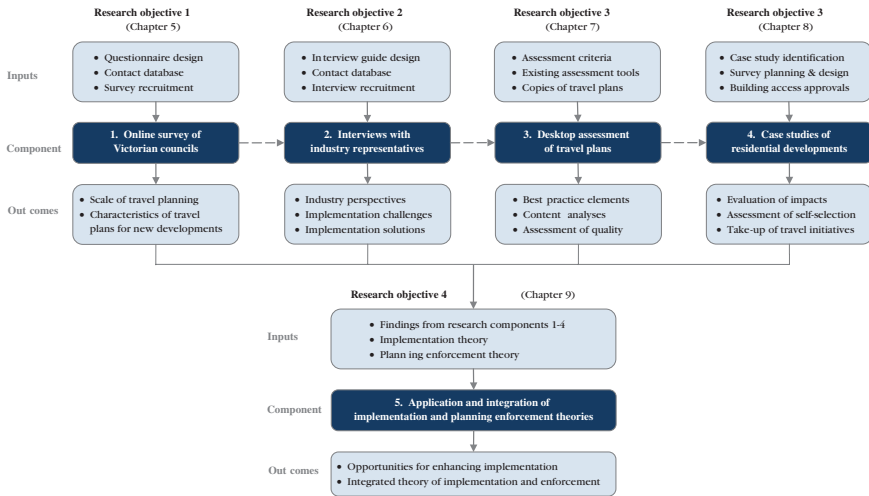 Research objective 1
(Chapter 5)
Research objective 2
(Chapter 6)
Research objective 3
(Chapter 7)
Research objective 3
(Chapter 8)
Inputs
• Questionnaire design
• Contact database
• Survey recruitment
• Interview guide design
• Contact database
• Interview recruitment
• Assessment criteria
• Existing assessment tools
• Copies of travel plans
• Case study identification
• Survey planning & design
• Building access approvals
Component
1. Online survey of
Victorian councils
2. Interviews with
industry representatives
3. Desktop assessment
of travel plans
4. Case studies of
residential developments
Out comes
• Scale of travel planning
• Characteristics of travel
plans for new developments
• Industry perspectives
• Implementation challenges
• Implementation solutions
• Best practice elements
• Content analyses
• Assessment of quality
• Evaluation of impacts
• Assessment of self-selection
• Take-up of travel initiatives
Research objective 4 (Chapter 9)
Inputs
• Findings from research components 1-4
• Implementation theory
• Planning enforcement theory
Component
5. Application and integration of
implementation and planning enforcement theories
Out comes
• Opportunities for enhancing implementation
• Integrated theory of implementation and enforcement